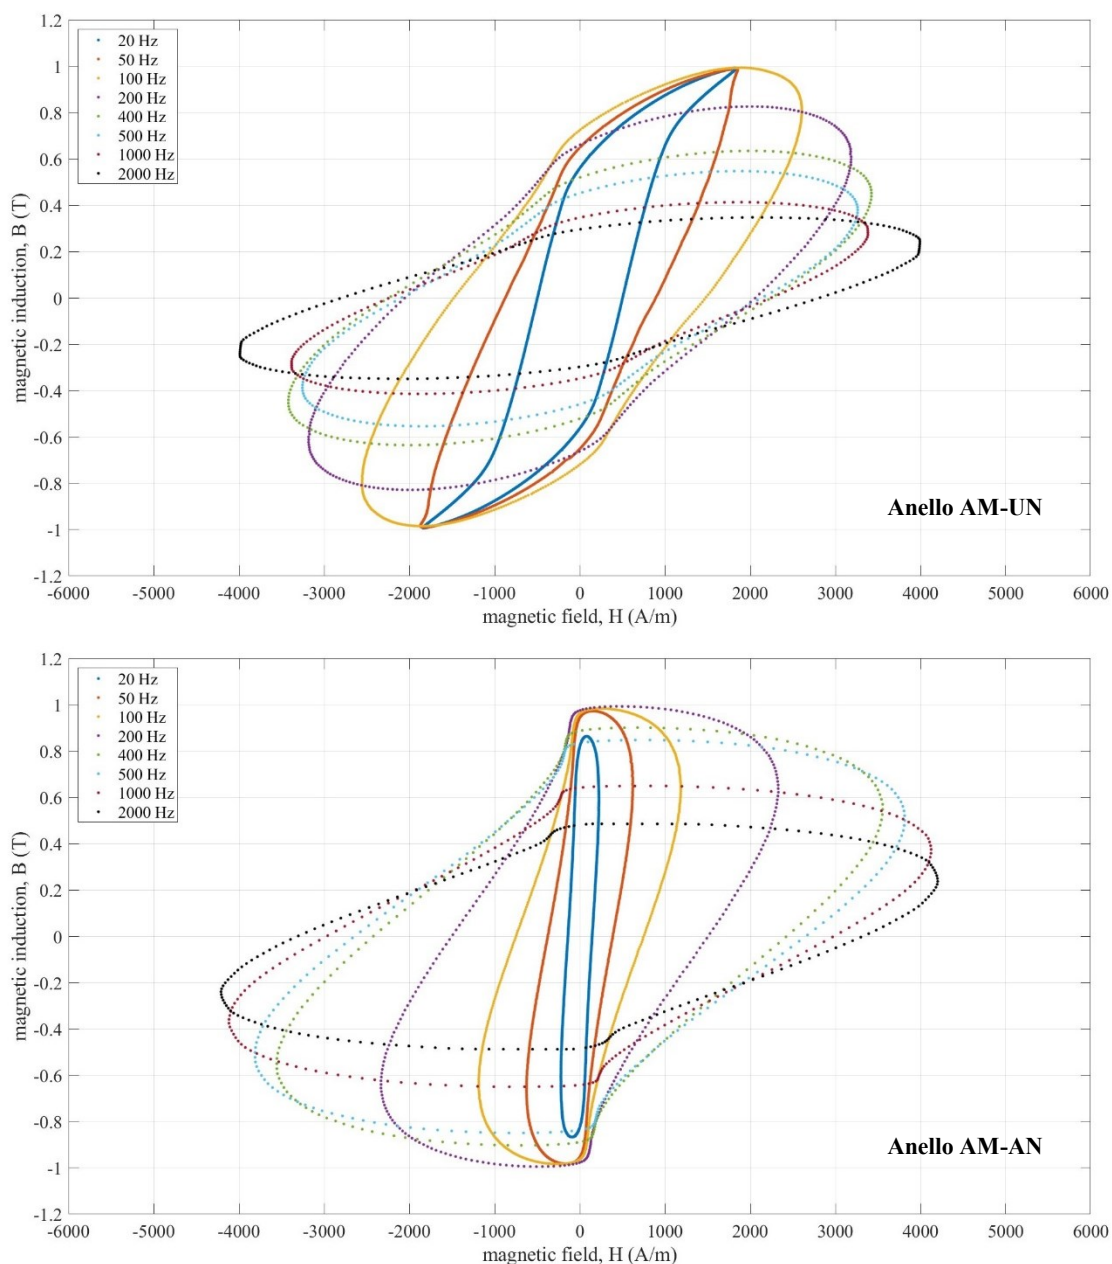 1.2
20 Hz
50 Hz
100 Hz
200 Hz
400 Hz
500 Hz
1000 Hz
2000 Hz
1
0.8
0.6
0.4
0.2
0
-0.2
-0.4
-0.6
-0.8
-1
-1.2
magnetic induction, B (T)
Anello AM-UN
-6000 -5000 -4000 -3000 -2000 -1000 0 1000 2000 3000 4000 5000 6000
magnetic field, H (A/m)
1.2
20 Hz
50 Hz
100 Hz
200 Hz
400 Hz
500 Hz
1000 Hz
2000 Hz
1
0.8
0.6
0.4
0.2
0
-0.2
-0.4
-0.6
-0.8
-1
-1.2
magnetic induction, B (T)
Anello AM-AN
-6000 -5000 -4000 -3000 -2000 -1000 0 1000 2000 3000 4000 5000 6000
magnetic field, H (A/m)